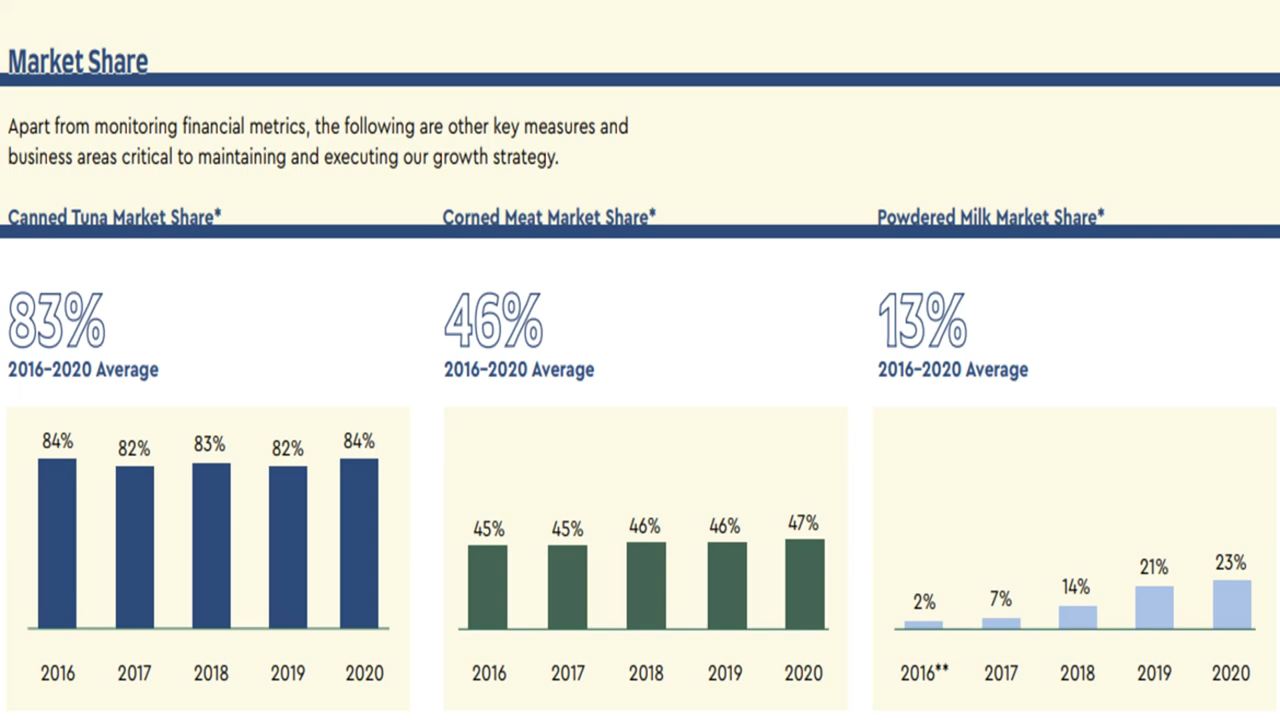 Market Share
Apart from monitoring financial metrics, the following are other key measures and
business areas critical to maintaining and executing our growth strategy.
Canned Tuna Market Share*
83%
2016–2020 Average
84% 82% 83% 82% 84%
2016 2017 2018 2019 2020
Corned Meat Market Share*
46%
2016–2020 Average
45% 45% 46% 46% 47%
2016 2017 2018 2019 2020
Powdered Milk Market Share*
13%
2016–2020 Average
2% 7% 14% 21% 23%
2016** 2017 2018 2019 2020